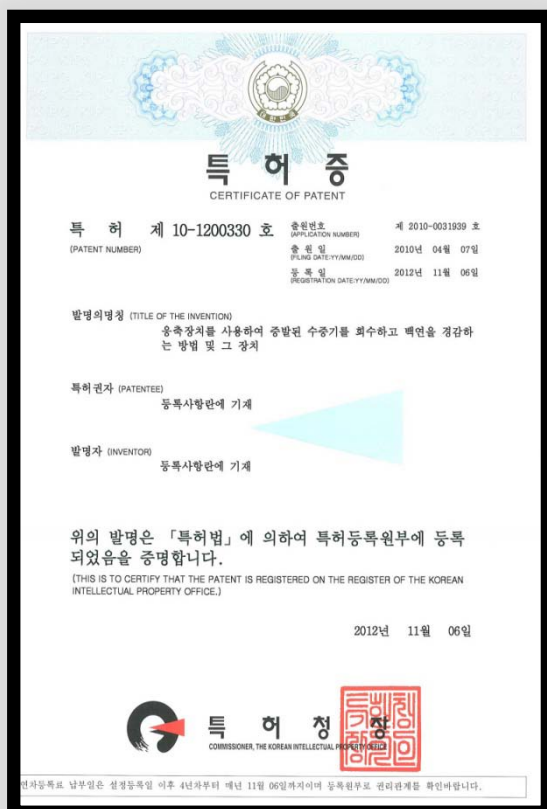 대한민국
특허증
CERTIFICATE OF PATENT
특 허 제 10-1200330 호
(PATENT NUMBER)
출원번호 제 2010-0031939 호
(APPLICATION NUMBER)
출 원 일 2010년 04월 07일
(FILING DATE:YY/MM/DD)
등 록 일 2012년 11월 06일
(REGISTRATION DATE:YY/MM/DD)
발명의명칭 (TITLE OF THE INVENTION)
응축장치를 사용하여 증발된 수중기를 회수하고 백연을 경감하
는 방법 및 그 장치
특허권자 (PATENTEE)
등록사항란에 기재
발명자 (INVENTOR)
등록사항란에 기재
위의 발명은 「특허법」에 의하여 특허등록원부에 등록
되었음을 증명합니다.
(THIS IS TO CERTIFY THAT THE PATENT IS REGISTERED ON THE REGISTER OF THE KOREAN
INTELLECTUAL PROPERTY OFFICE.)
2012년 11월 06일
특 허 청 장
COMMISSIONER, THE KOREAN INTELLECTUAL PROPERTY OFFICE
연차등록료 납부일은 설정등록일 이후 4년차부터 매년 11월 06일까지이며 등록원부로 권리관계를 확인바랍니다.